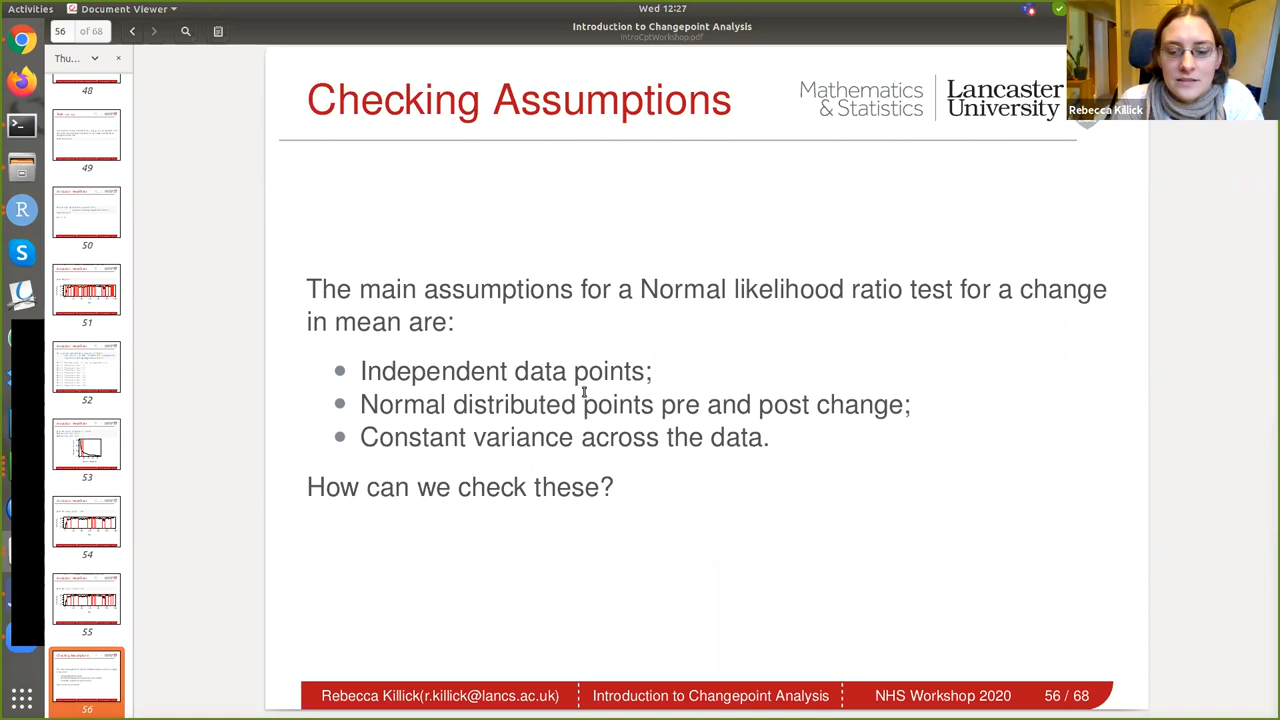 Activities
Document Viewer
Wed 12:27
56
of 68
Introduction to Changepoint Analysis
IntroCptWorkshop.pdf
Thu...
48
49
50
51
52
53
54
55
56
Checking Assumptions
Mathematics
& Statistics
Lancaster
University
Rebecca Killick
The main assumptions for a Normal likelihood ratio test for a change
in mean are:
Independent data points;
Normal distributed points pre and post change;
Constant variance across the data.
How can we check these?
Rebecca Killick(r.killick@lancs.ac.uk)
Introduction to Changepoint Analysis
NHS Workshop 2020
56 / 68